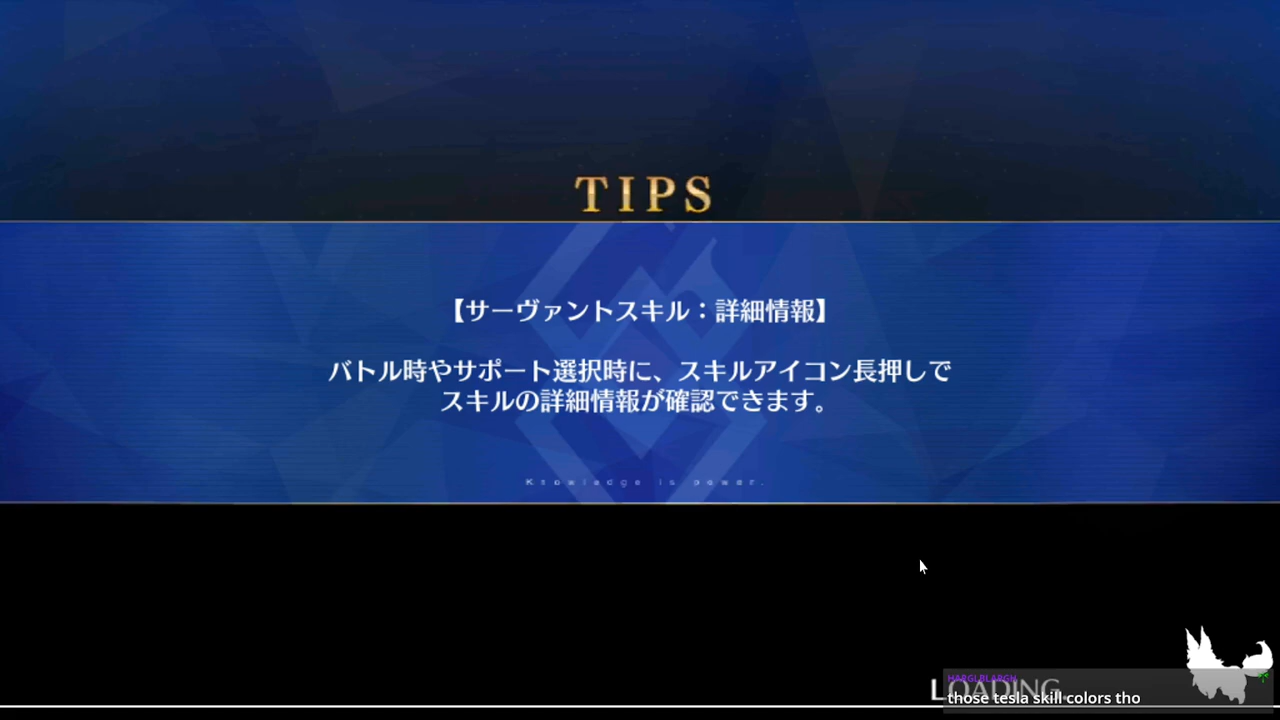 TIPS
【サーヴァントスキル：詳細情報】
バトル時やサポート選択時に、スキルアイコン長押しで
スキルの詳細情報が確認できます。
Knowledge is power.
LOADING
HARGLBLARGH
those tesla skill colors tho